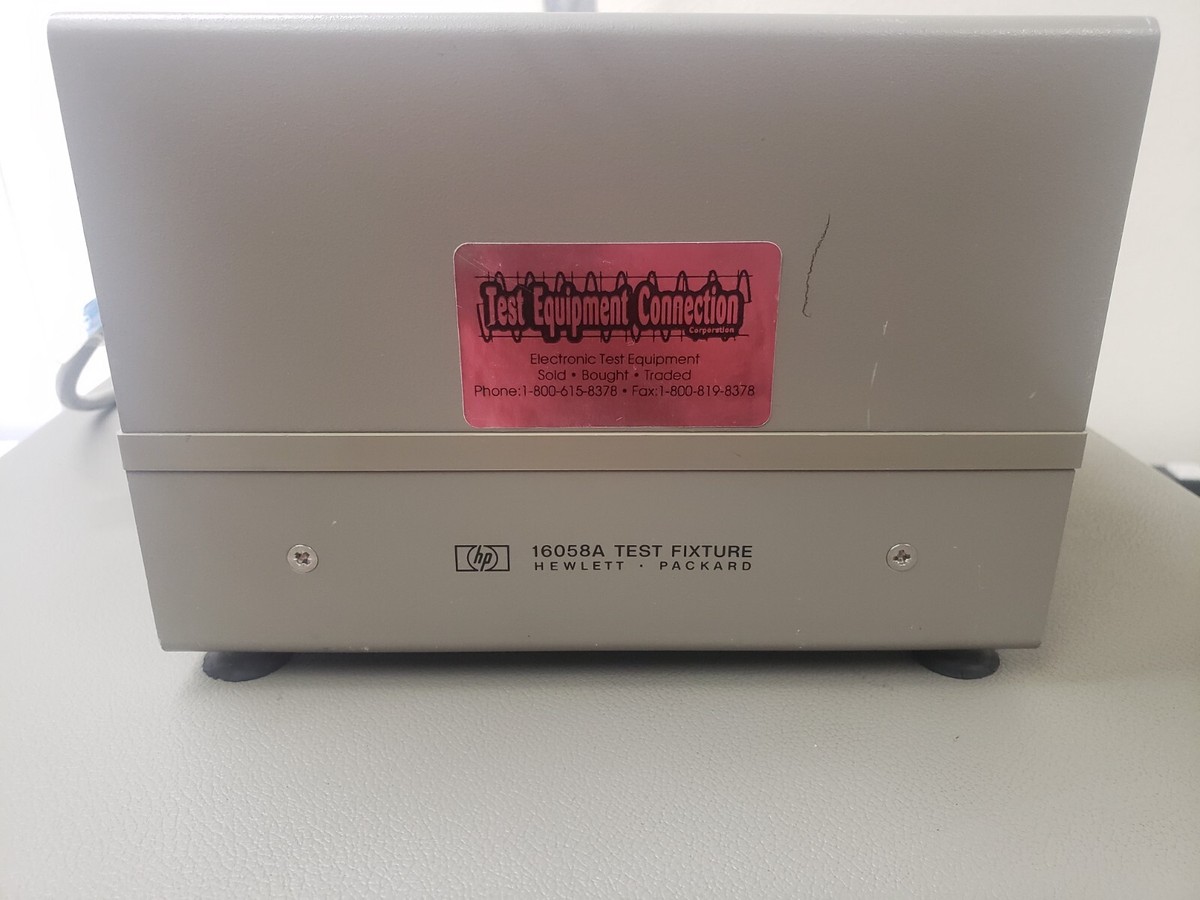 Test Equipment Connection
Corporation
Electronic Test Equipment
Sold • Bought • Traded
Phone:1-800-615-8378 • Fax:1-800-819-8378
hp 16058A TEST FIXTURE
HEWLETT · PACKARD